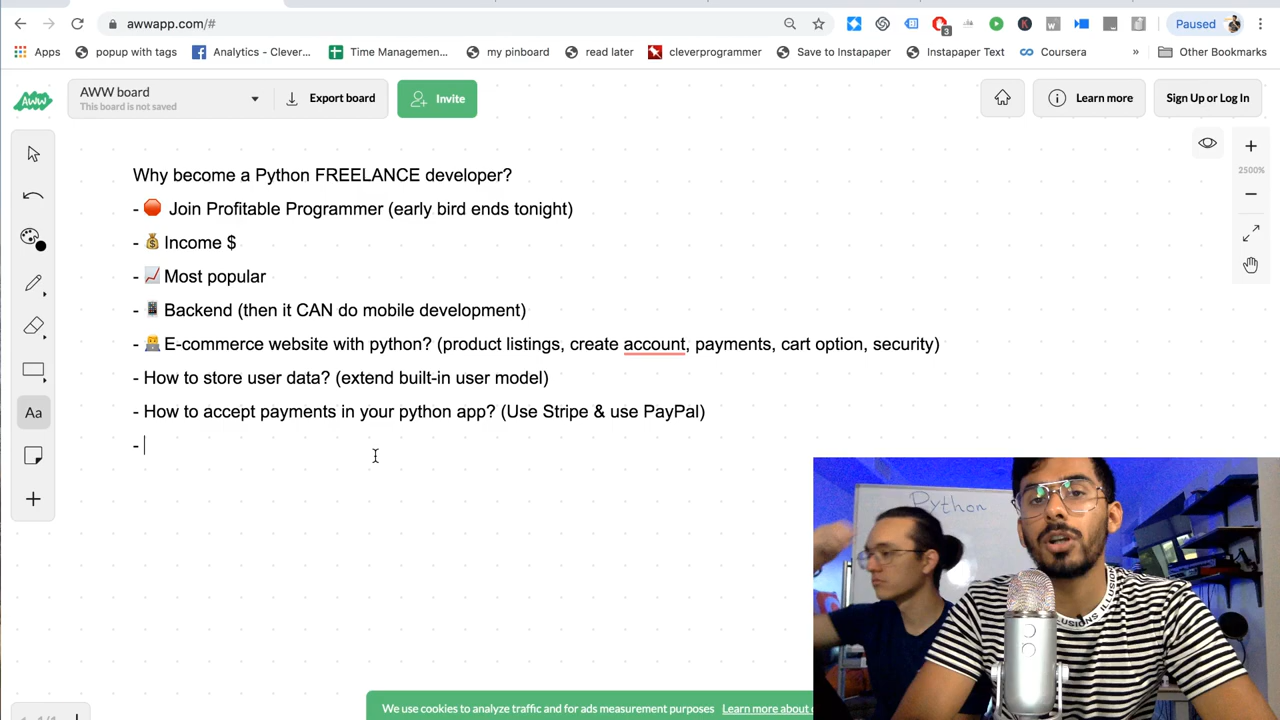 awwapp.com/#
3
Paused
Apps
popup with tags
Analytics - Clever...
Time Managemen...
my pinboard
read later
cleverprogrammer
Save to Instapaper
Instapaper Text
Coursera
»
Other Bookmarks
AWW
AWW board
This board is not saved
Export board
Invite
Learn more
Sign Up or Log In
2500%
Why become a Python FREELANCE developer?
- 🛑 Join Profitable Programmer (early bird ends tonight)
- 💰 Income $
- 📈 Most popular
- 📱 Backend (then it CAN do mobile development)
- 👨‍💻 E-commerce website with python? (product listings, create account, payments, cart option, security)
- How to store user data? (extend built-in user model)
- How to accept payments in your python app? (Use Stripe & use PayPal)
-
Aa
Python
We use cookies to analyze traffic and for ads measurement purposes
Learn more about